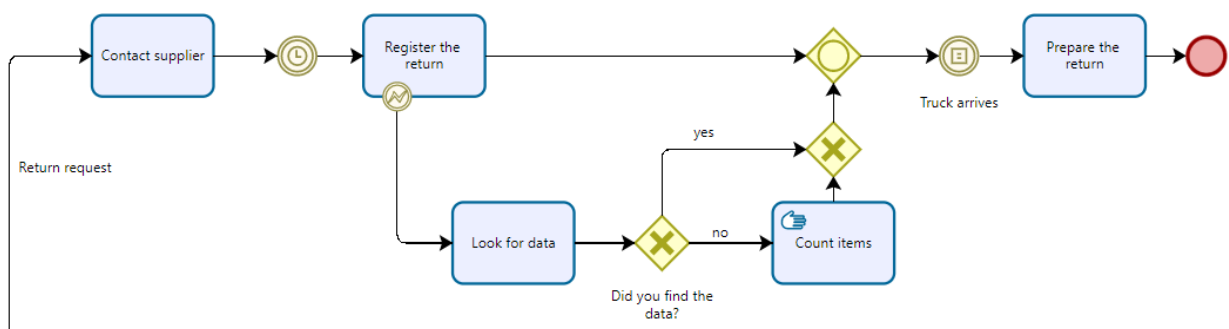 Contact supplier
Register the
return
Prepare the
return
Truck arrives
Return request
yes
Look for data
no
Count items
Did you find the
data?